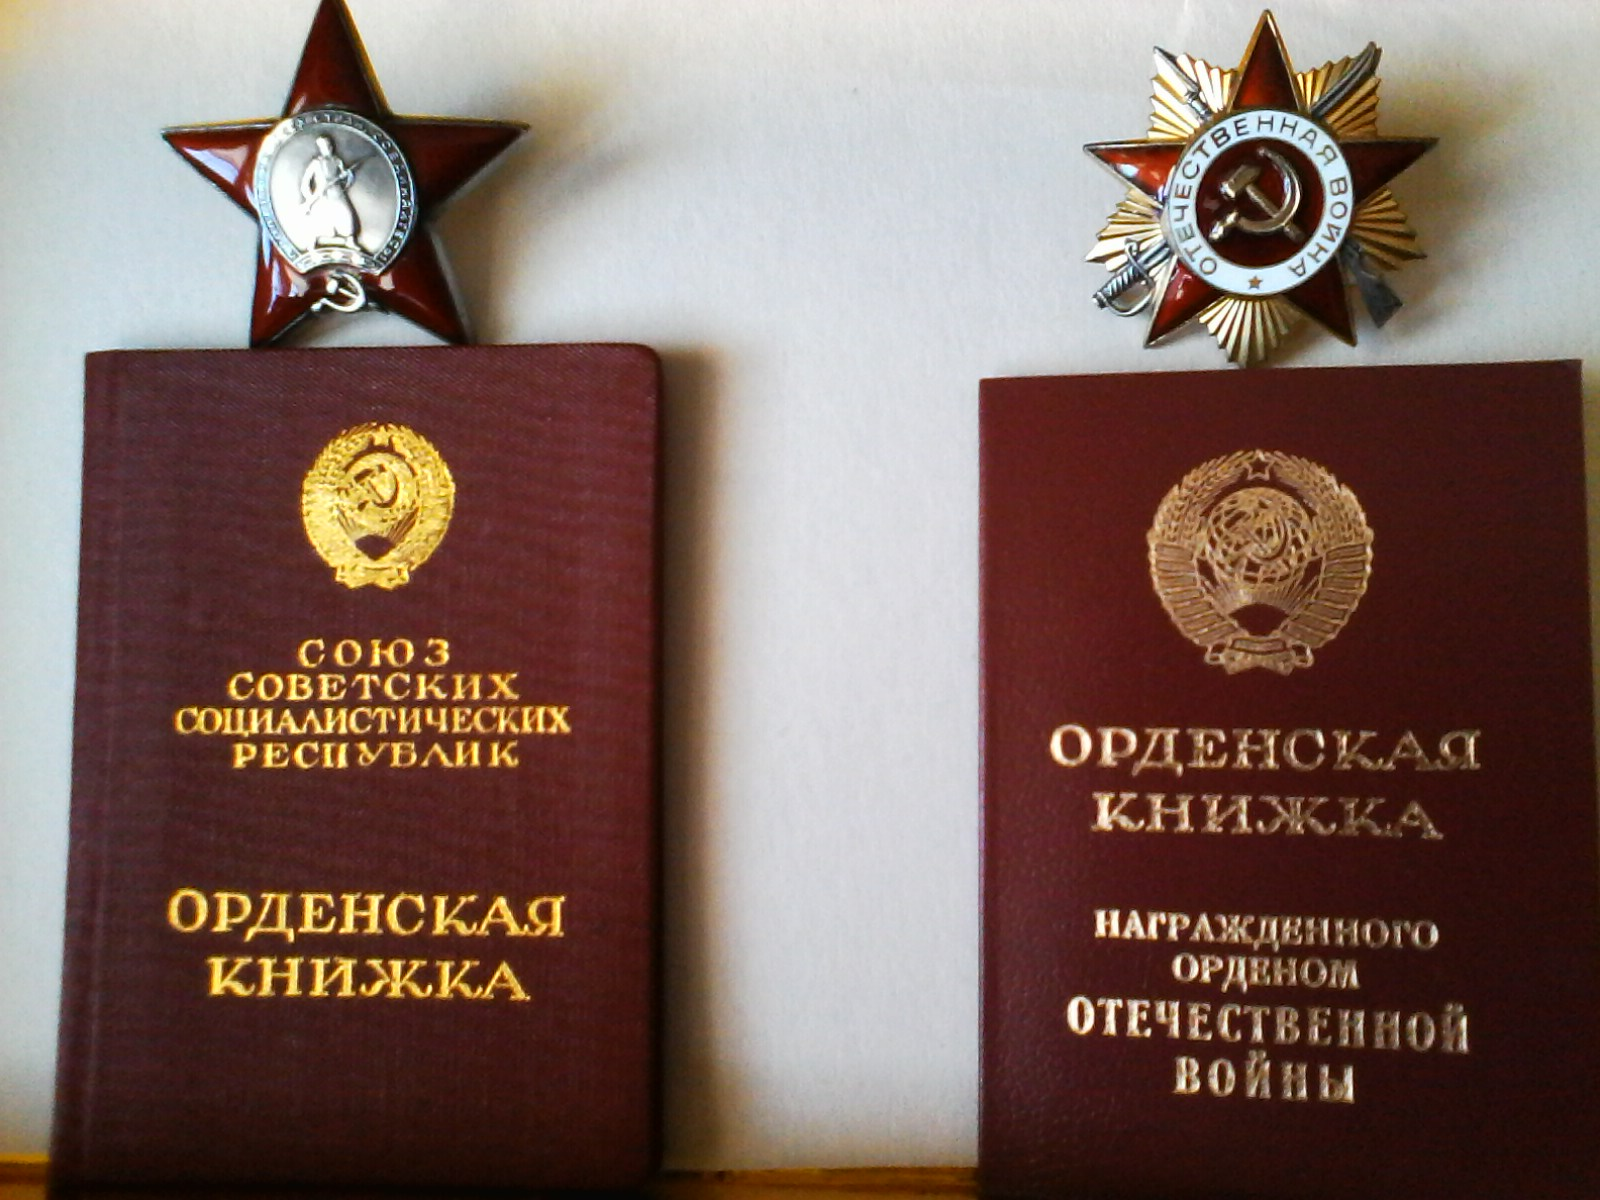 ОТЕЧЕСТВЕННАЯ ВОЙНА
СОЮЗ
СОВЕТСКИХ
СОЦИАЛИСТИЧЕСКИХ
РЕСПУБЛИК
ОРДЕНСКАЯ
КНИЖКА
ОРДЕНСКАЯ
КНИЖКА
НАГРАЖДЕННОГО
ОРДЕНОМ
ОТЕЧЕСТВЕННОЙ
ВОЙНЫ